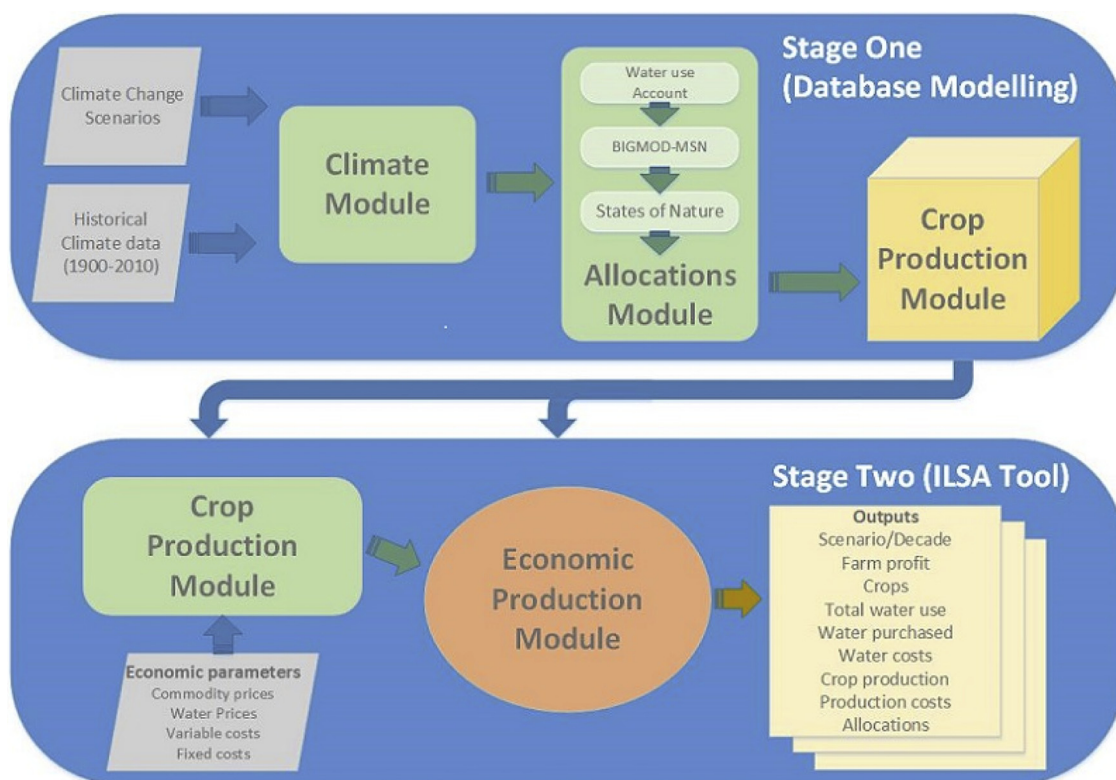 Stage One
(Database Modelling)
Climate Change
Scenarios
Historical
Climate data
(1900-2010)
Climate
Module
Water use
Account
BIGMOD-MSN
States of Nature
Allocations
Module
Crop
Production
Module
Stage Two (ILSA Tool)
Crop
Production
Module
Economic parameters
Commodity prices
Water Prices
Variable costs
Fixed costs
Economic
Production
Module
Outputs
Scenario/Decade
Farm profit
Crops
Total water use
Water purchased
Water costs
Crop production
Production costs
Allocations